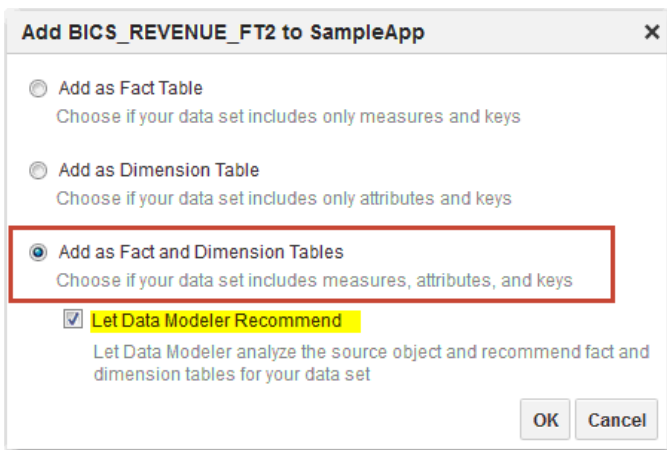 Add BICS_REVENUE_FT2 to SampleApp
Add as Fact Table
Choose if your data set includes only measures and keys
Add as Dimension Table
Choose if your data set includes only attributes and keys
Add as Fact and Dimension Tables
Choose if your data set includes measures, attributes, and keys
Let Data Modeler Recommend
Let Data Modeler analyze the source object and recommend fact and
dimension tables for your data set
OK Cancel